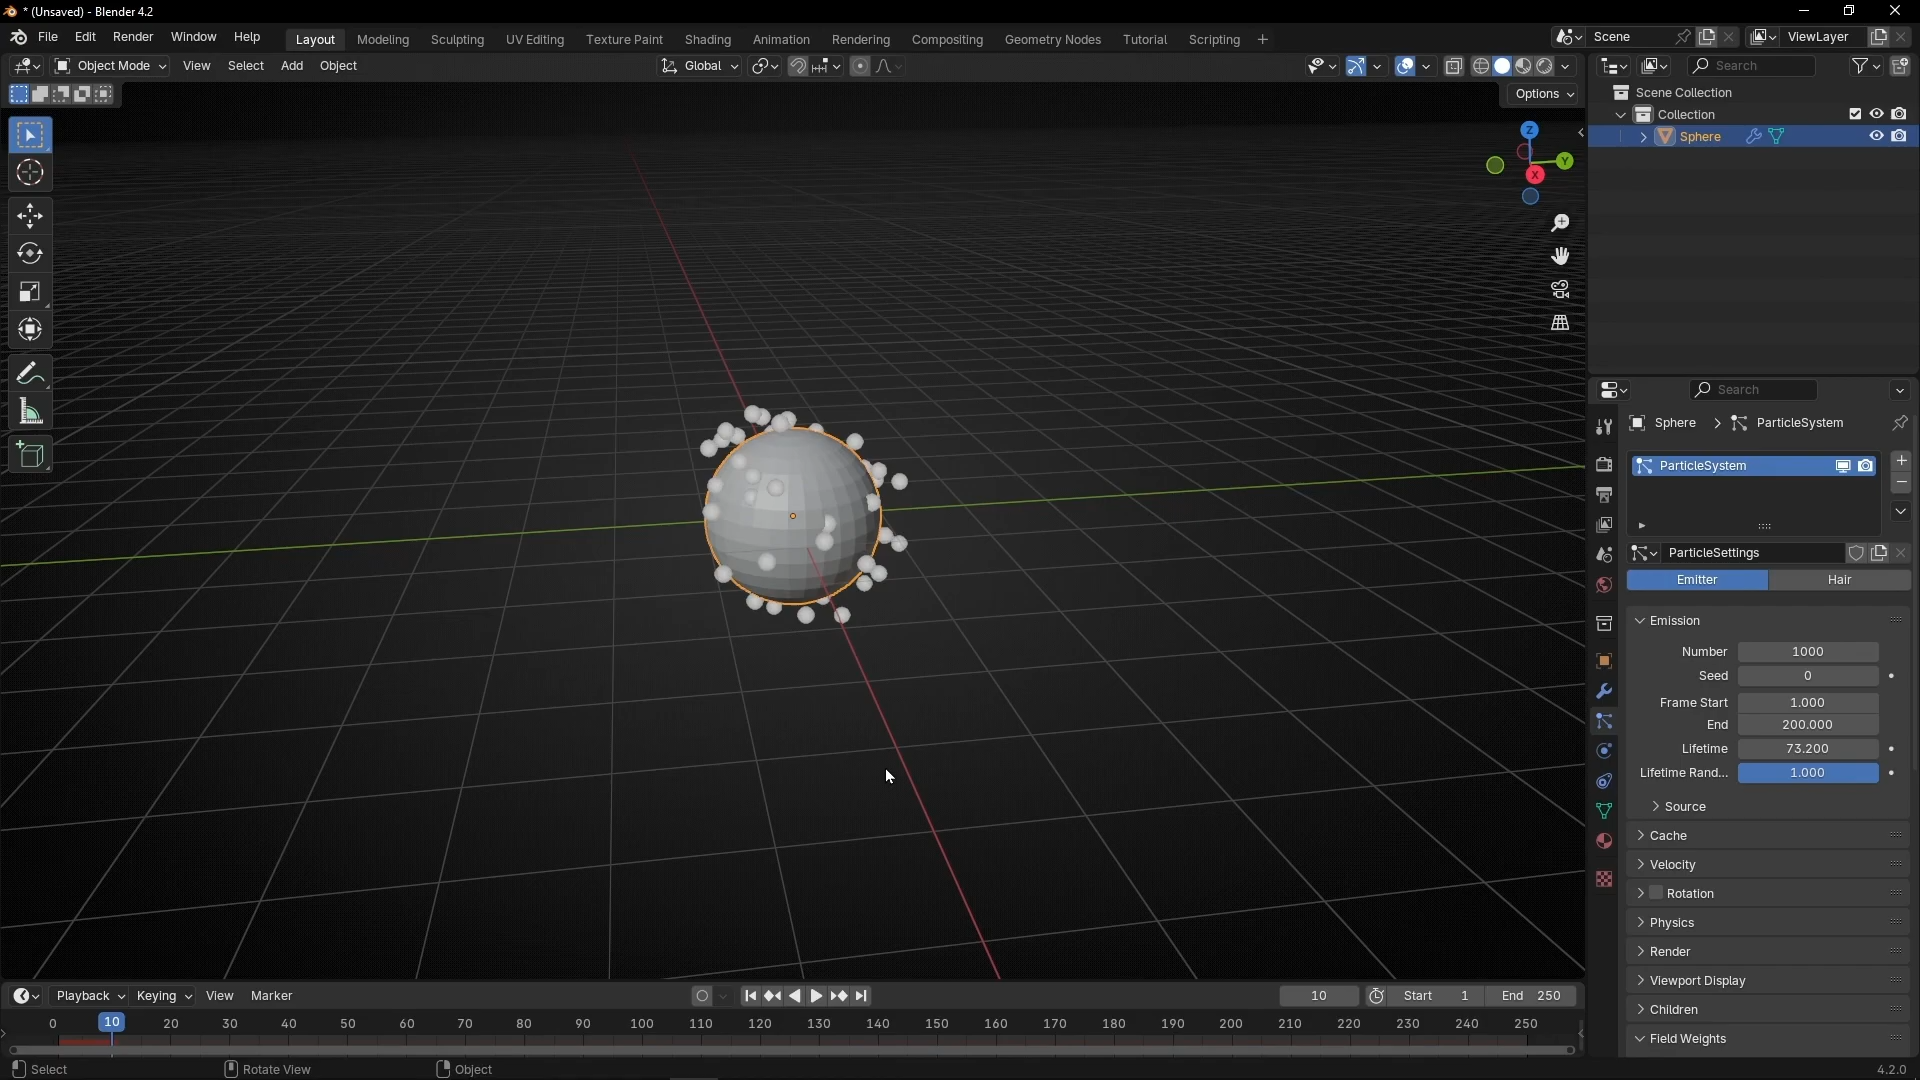 * (Unsaved) - Blender 4.2
File Edit Render Window Help
Layout Modeling Sculpting UV Editing Texture Paint Shading Animation Rendering Compositing Geometry Nodes Tutorial Scripting +
Scene
ViewLayer
Object Mode View Select Add Object
Global
Search
Options
Scene Collection
Collection
Sphere
Z
Y
X
Search
Sphere > ParticleSystem
ParticleSystem
ParticleSettings
Emitter Hair
Emission
Number 1000
Seed 0
Frame Start 1.000
End 200.000
Lifetime 73.200
Lifetime Rand... 1.000
Source
Cache
Velocity
Rotation
Physics
Render
Viewport Display
Children
Field Weights
Playback Keying View Marker
10
Start 1
End 250
0 10 20 30 40 50 60 70 80 90 100 110 120 130 140 150 160 170 180 190 200 210 220 230 240 250
Select
Rotate View
Object
4.2.0